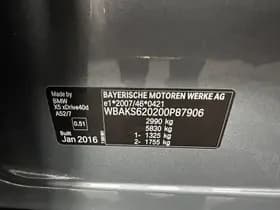 Made by
BMW
X5 xDrive40d
A52/7
0.51
Built
Jan 2016
BAYERISCHE MOTOREN WERKE AG
e1*2007/46*0421
WBAKS620200P87906
2990 kg
5830 kg
1- 1325 kg
2- 1755 kg